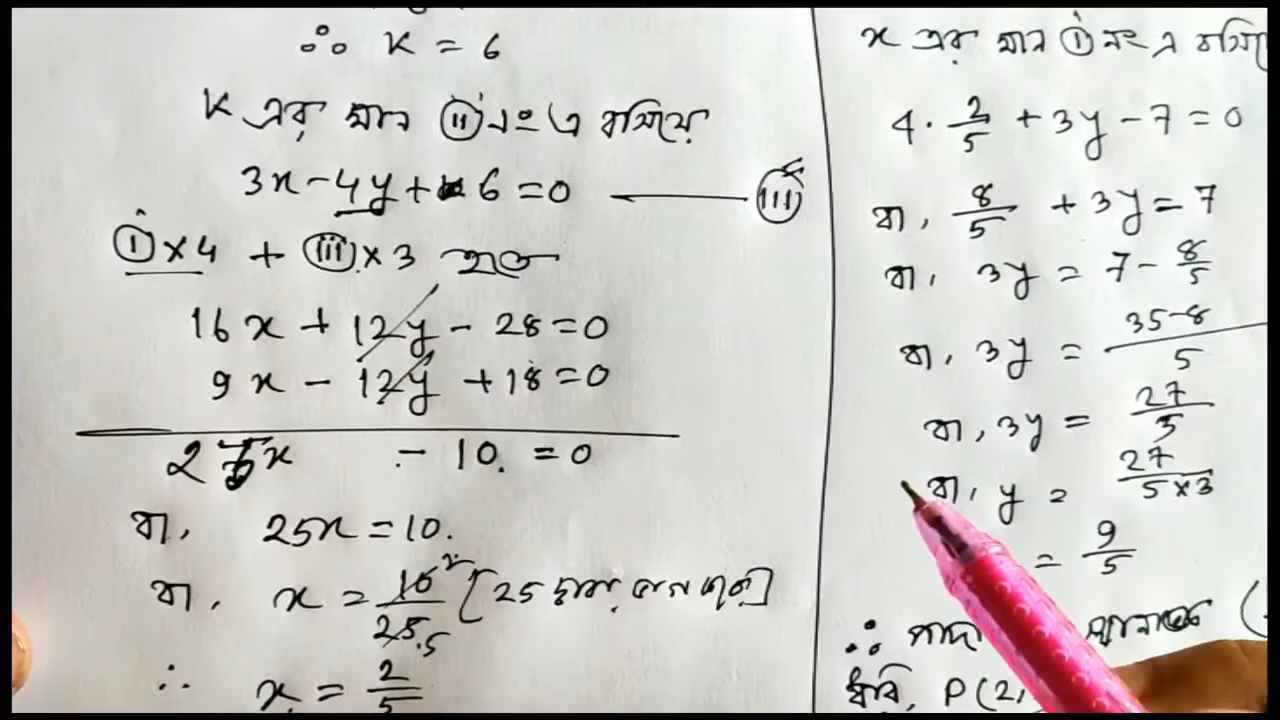 ∴ K = 6
K এর মান (ii) নং এ বসিয়ে
3x - 4y + 6 = 0 —— (iii)
(i) × 4 + (iii) × 3 হতে
16x + 12y - 28 = 0
9x - 12y + 18 = 0
25x - 10 = 0
বা, 25x = 10
বা, x = 10/25 2 5 [25 দ্বারা ভাগ করে]
∴ x = 2/5
x এর মান (i) নং এ বসিয়ে
4 · 2/5 + 3y - 7 = 0
বা, 8/5 + 3y = 7
বা, 3y = 7 - 8/5
বা, 3y = 35-8/5
বা, 3y = 27/5
বা, y = 27/5×3
= 9/5
∴ (
ধরি, P(2,